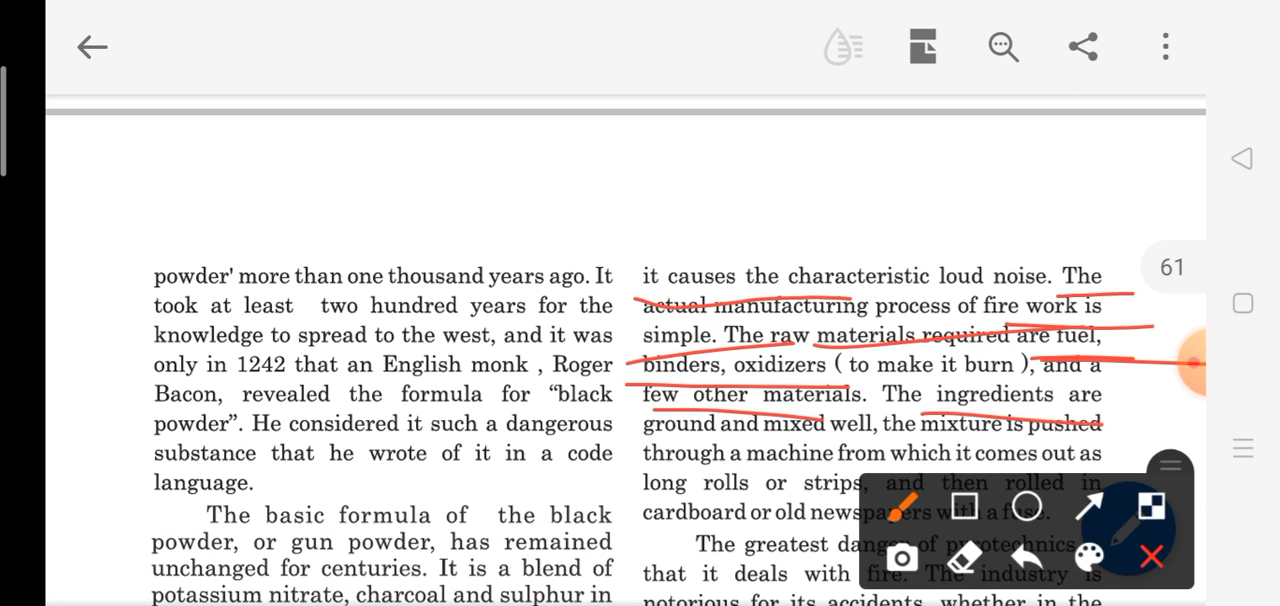 61
powder' more than one thousand years ago. It
took at least two hundred years for the
knowledge to spread to the west, and it was
only in 1242 that an English monk , Roger
Bacon, revealed the formula for “black
powder”. He considered it such a dangerous
substance that he wrote of it in a code
language.
The basic formula of the black
powder, or gun powder, has remained
unchanged for centuries. It is a blend of
potassium nitrate, charcoal and sulphur in
it causes the characteristic loud noise. The
actual manufacturing process of fire work is
simple. The raw materials required are fuel,
binders, oxidizers ( to make it burn ), and a
few other materials. The ingredients are
ground and mixed well, the mixture is pushed
through a machine from which it comes out as
long rolls or strips, and then rolled in
cardboard or old newspapers with a fuse.
The greatest danger of pyrotechnics
that it deals with fire. The industry is
notorious for its accidents, whether in the